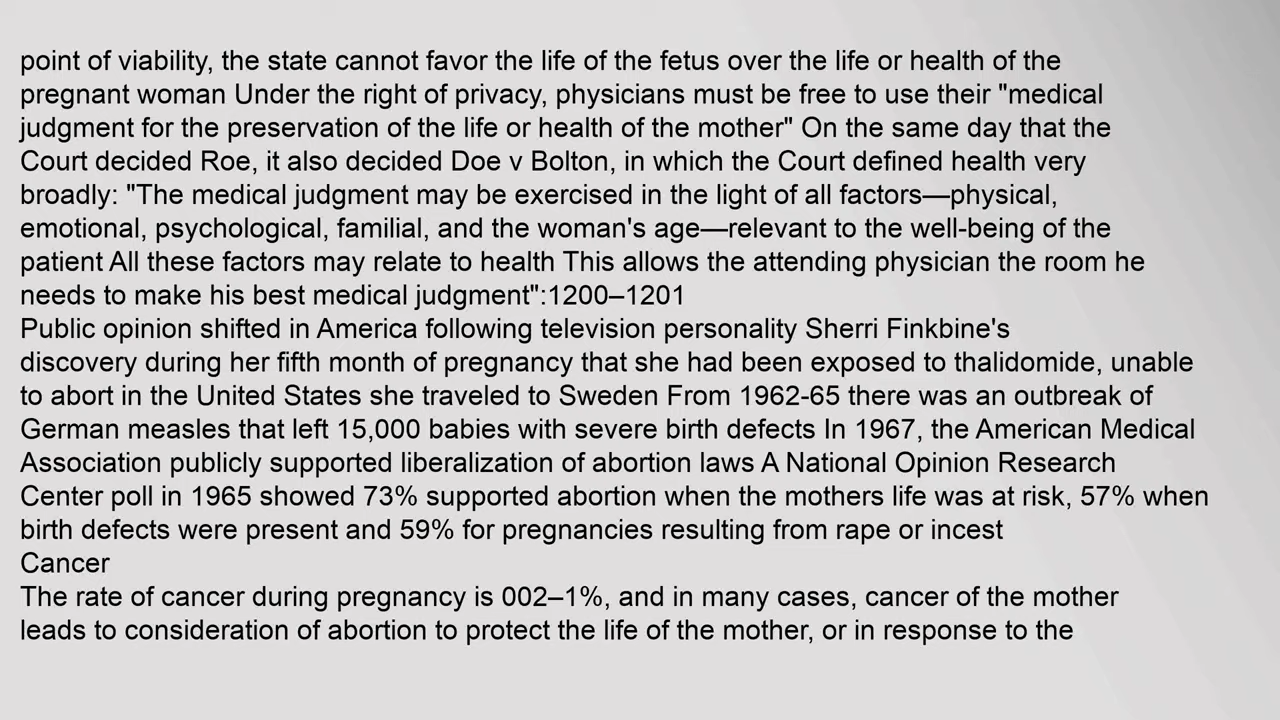 point of viability, the state cannot favor the life of the fetus over the life or health of the
pregnant woman Under the right of privacy, physicians must be free to use their "medical
judgment for the preservation of the life or health of the mother" On the same day that the
Court decided Roe, it also decided Doe v Bolton, in which the Court defined health very
broadly: "The medical judgment may be exercised in the light of all factors—physical,
emotional, psychological, familial, and the woman's age—relevant to the well-being of the
patient All these factors may relate to health This allows the attending physician the room he
needs to make his best medical judgment":1200–1201
Public opinion shifted in America following television personality Sherri Finkbine's
discovery during her fifth month of pregnancy that she had been exposed to thalidomide, unable
to abort in the United States she traveled to Sweden From 1962-65 there was an outbreak of
German measles that left 15,000 babies with severe birth defects In 1967, the American Medical
Association publicly supported liberalization of abortion laws A National Opinion Research
Center poll in 1965 showed 73% supported abortion when the mothers life was at risk, 57% when
birth defects were present and 59% for pregnancies resulting from rape or incest
Cancer
The rate of cancer during pregnancy is 002–1%, and in many cases, cancer of the mother
leads to consideration of abortion to protect the life of the mother, or in response to the